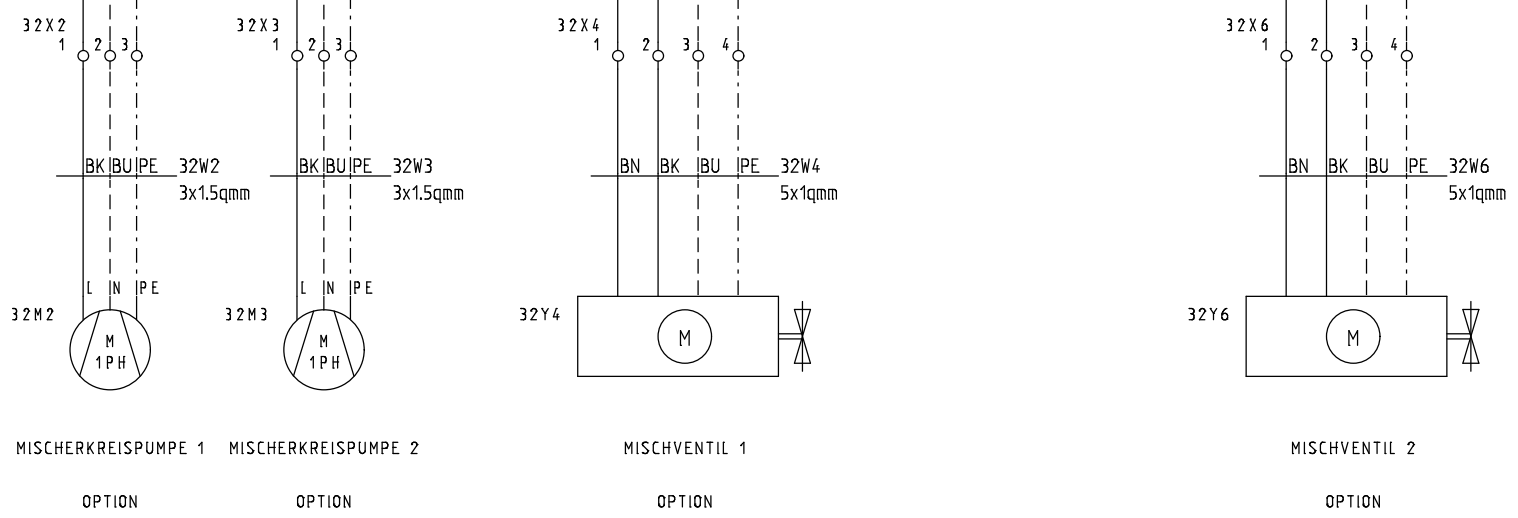 32X2 32X3 32X4 32X6
1 2 3 1 2 3 1 2 3 4 1 2 3 4
BK BU PE 32W2 BK BU PE 32W3 BN BK BU PE 32W4 BN BK BU PE 32W6
3x1.5qmm 3x1.5qmm 5x1qmm 5x1qmm
L N PE L N PE
32M2 32M3 32Y4 32Y6
M M M M
1PH 1PH
MISCHERKREISPUMPE 1 MISCHERKREISPUMPE 2 MISCHVENTIL 1 MISCHVENTIL 2
OPTION OPTION OPTION OPTION